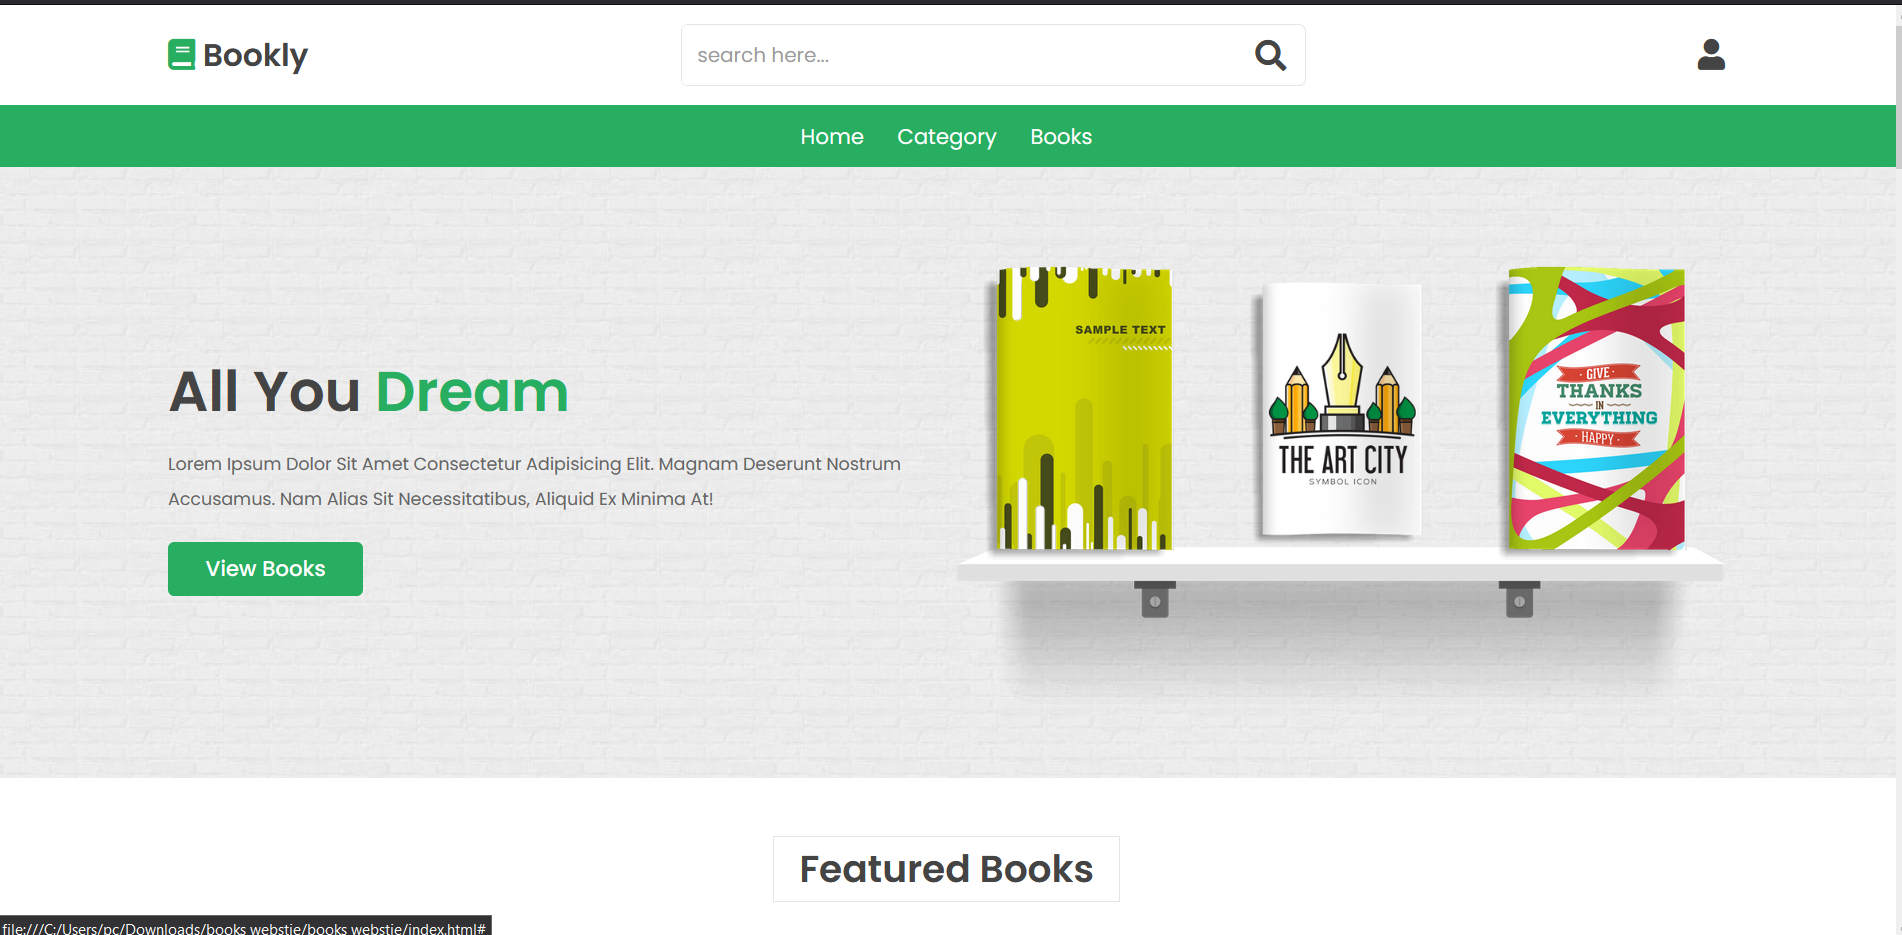 Bookly
search here...
Home Category Books
SAMPLE TEXT
THE ART CITY
SYMBOL ICON
· GIVE ·
THANKS
IN
EVERYTHING
· HAPPY ·
All You Dream
Lorem Ipsum Dolor Sit Amet Consectetur Adipisicing Elit. Magnam Deserunt Nostrum
Accusamus. Nam Alias Sit Necessitatibus, Aliquid Ex Minima At!
View Books
Featured Books
file:///C:/Users/pc/Downloads/books webstie/books webstie/index.html#